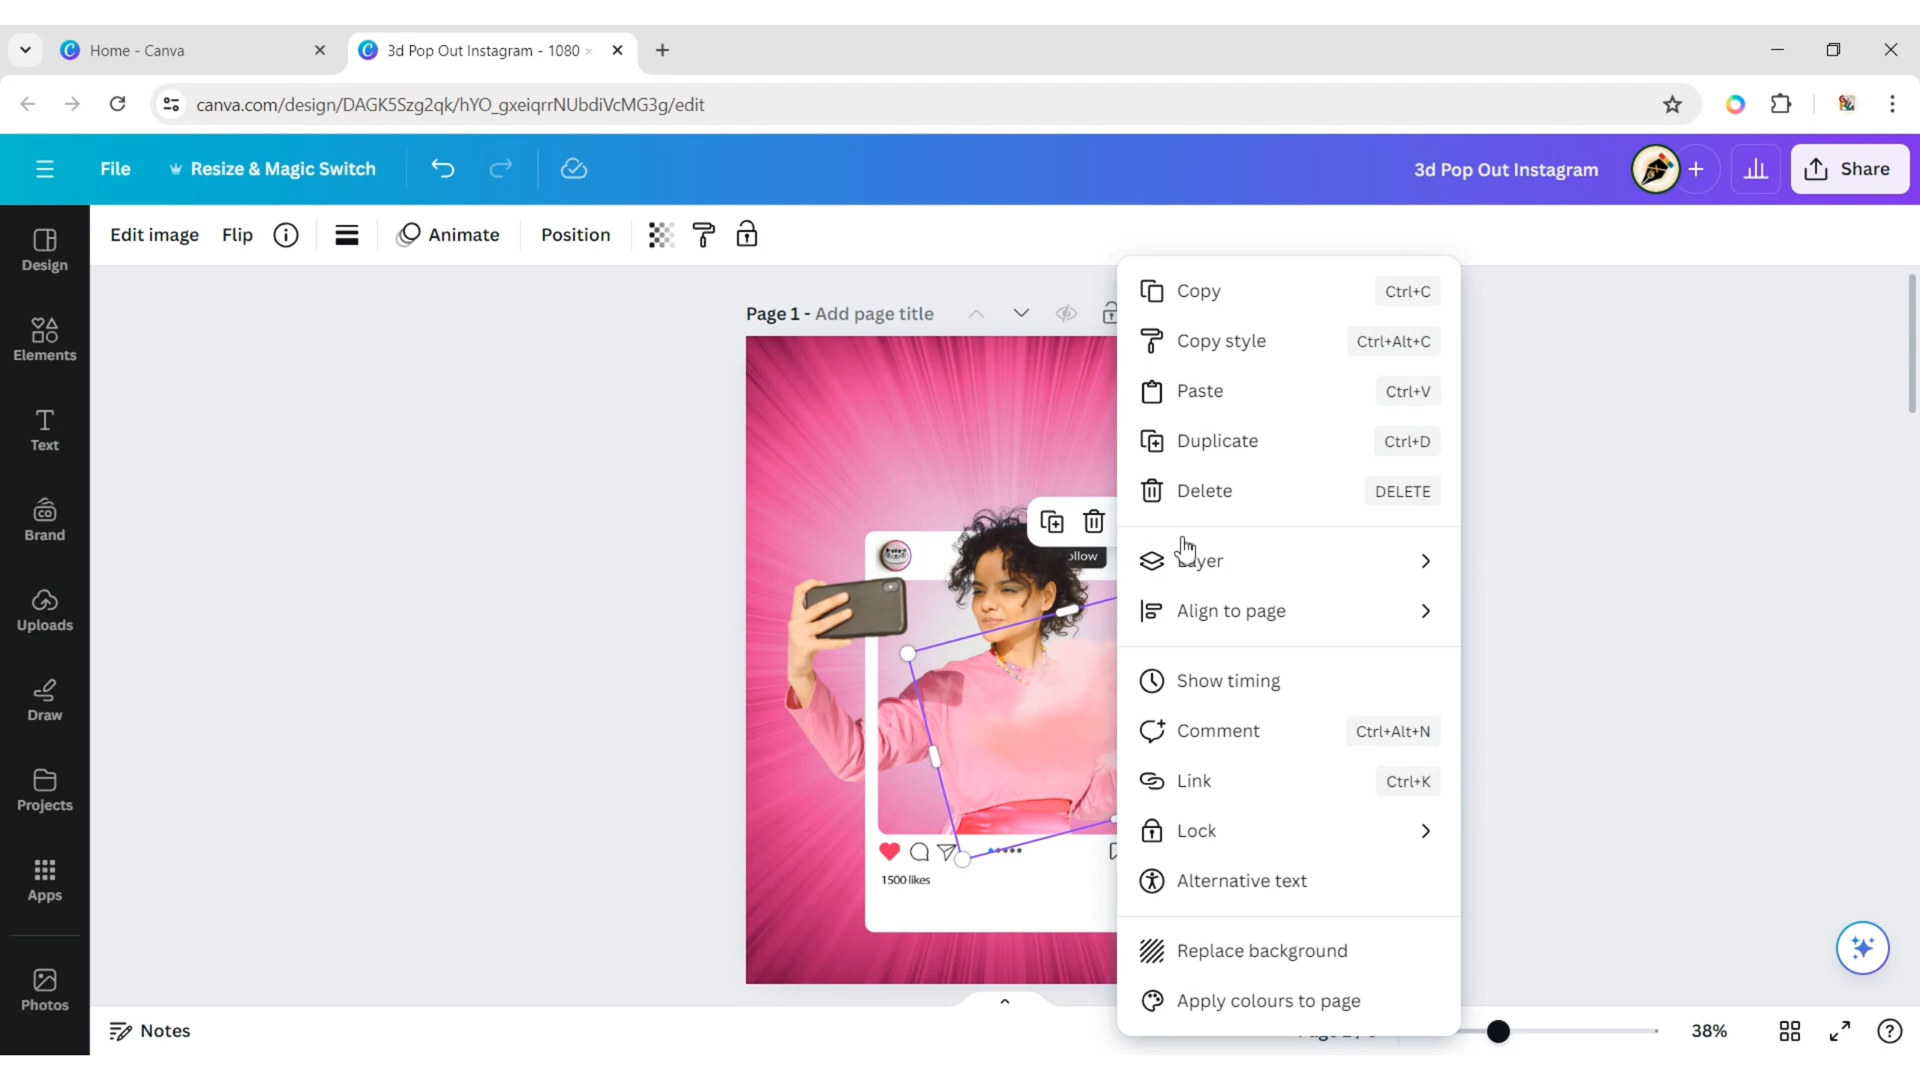 Home - Canva
3d Pop Out Instagram - 1080
canva.com/design/DAGK5Szg2qk/hYO_gxeiqrrNUbdiVcMG3g/edit
File
Resize & Magic Switch
3d Pop Out Instagram
Share
Edit image
Flip
Animate
Position
Design
Elements
Text
Brand
Uploads
Draw
Projects
Apps
Photos
Page 1 - Add page title
ollow
1500 likes
Copy Ctrl+C
Copy style Ctrl+Alt+C
Paste Ctrl+V
Duplicate Ctrl+D
Delete DELETE
Layer
Align to page
Show timing
Comment Ctrl+Alt+N
Link Ctrl+K
Lock
Alternative text
Replace background
Apply colours to page
Notes
38%